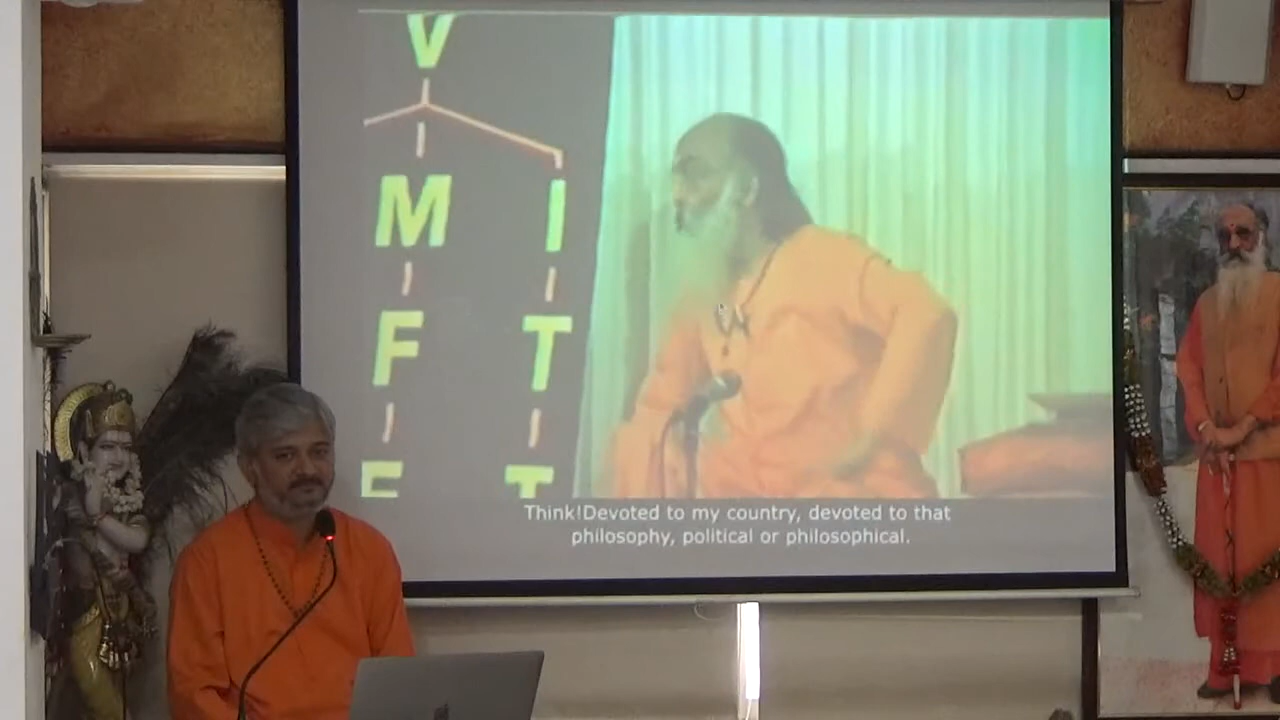 V
M I
F T
E T
Think!Devoted to my country, devoted to that
philosophy, political or philosophical.